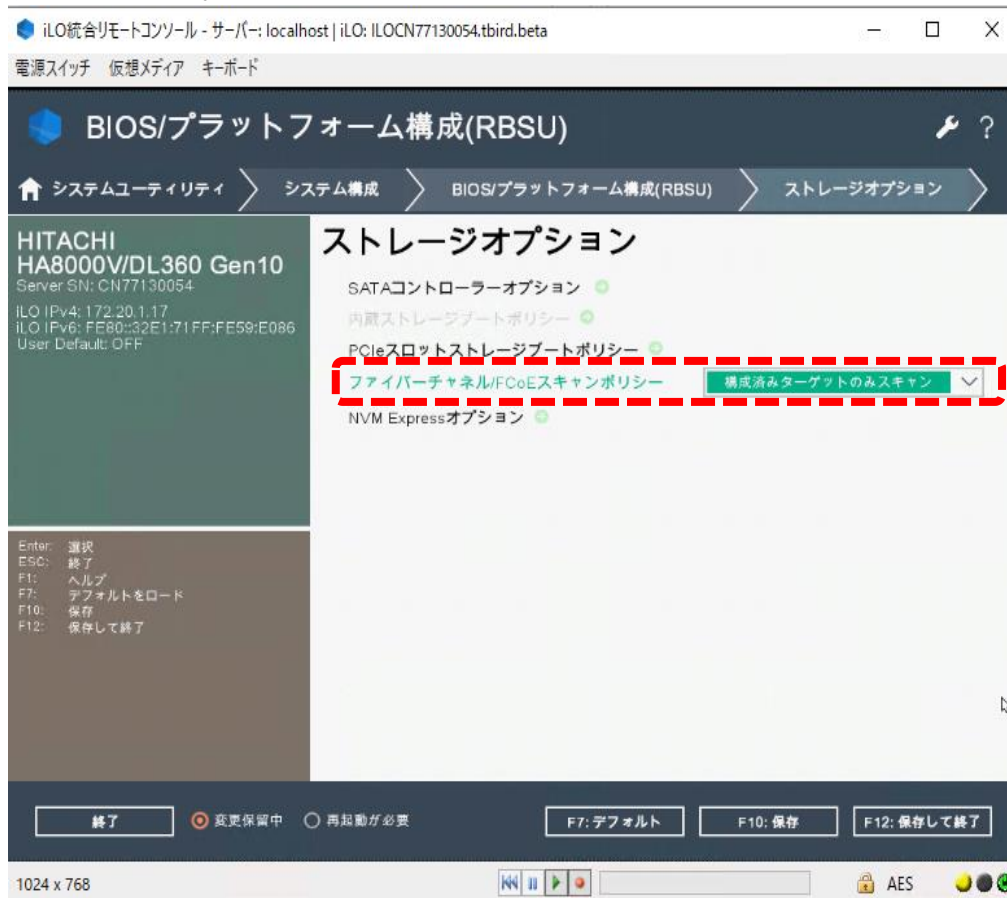 iLO統合リモートコンソール - サーバー: localhost | iLO: ILOCN77130054.tbird.beta
電源スイッチ 仮想メディア キーボード
BIOS/プラットフォーム構成(RBSU)
?
システムユーティリティ システム構成 BIOS/プラットフォーム構成(RBSU) ストレージオプション
HITACHI
HA8000V/DL360 Gen10
Server SN: CN77130054
iLO IPv4: 172.20.1.17
iLO IPv6: FE80::32E1:71FF:FE59:E086
User Default: OFF
Enter: 選択
ESC: 終了
F1: ヘルプ
F7: デフォルトをロード
F10: 保存
F12: 保存して終了
ストレージオプション
SATAコントローラーオプション
内蔵ストレージブートポリシー
PCIeスロットストレージブートポリシー
ファイバーチャネル/FCoEスキャンポリシー 構成済みターゲットのみスキャン
NVM Expressオプション
終了 変更保留中 再起動が必要 F7: デフォルト F10: 保存 F12: 保存して終了
1024 x 768 AES